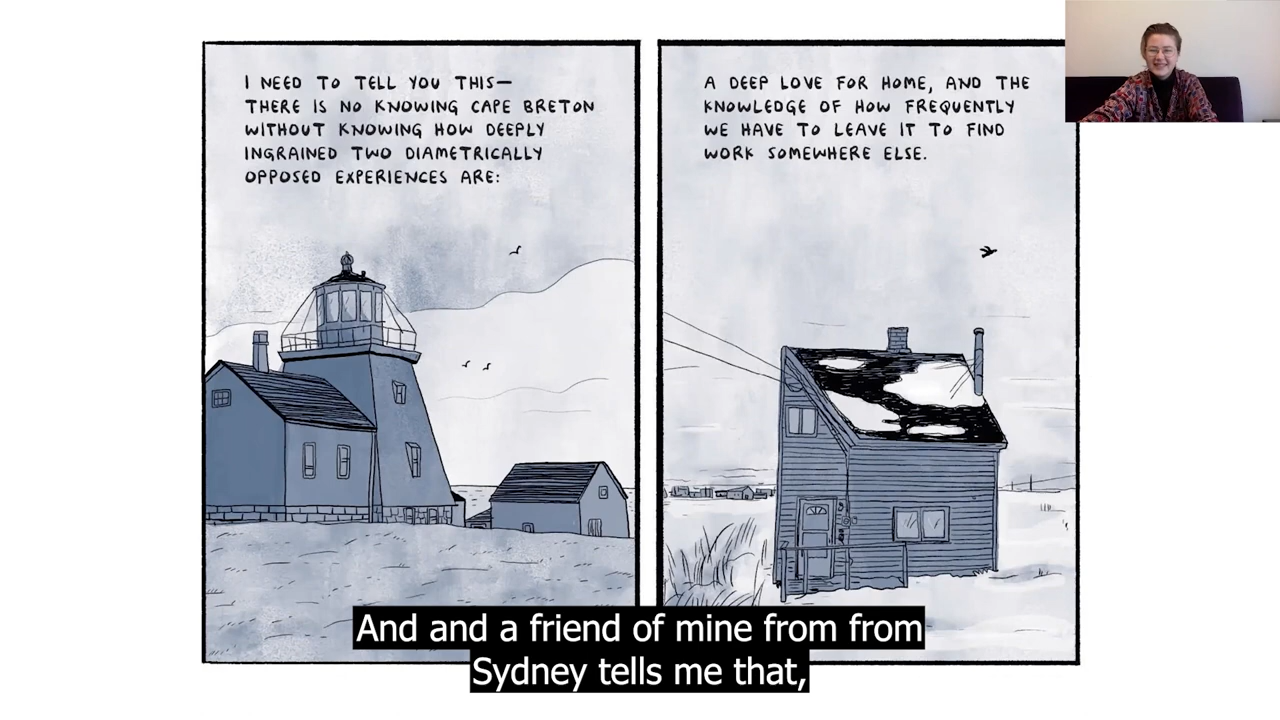 I NEED TO TELL YOU THIS—
THERE IS NO KNOWING CAPE BRETON
WITHOUT KNOWING HOW DEEPLY
INGRAINED TWO DIAMETRICALLY
OPPOSED EXPERIENCES ARE:
A DEEP LOVE FOR HOME, AND THE
KNOWLEDGE OF HOW FREQUENTLY
WE HAVE TO LEAVE IT TO FIND
WORK SOMEWHERE ELSE.
And and a friend of mine from from
Sydney tells me that,